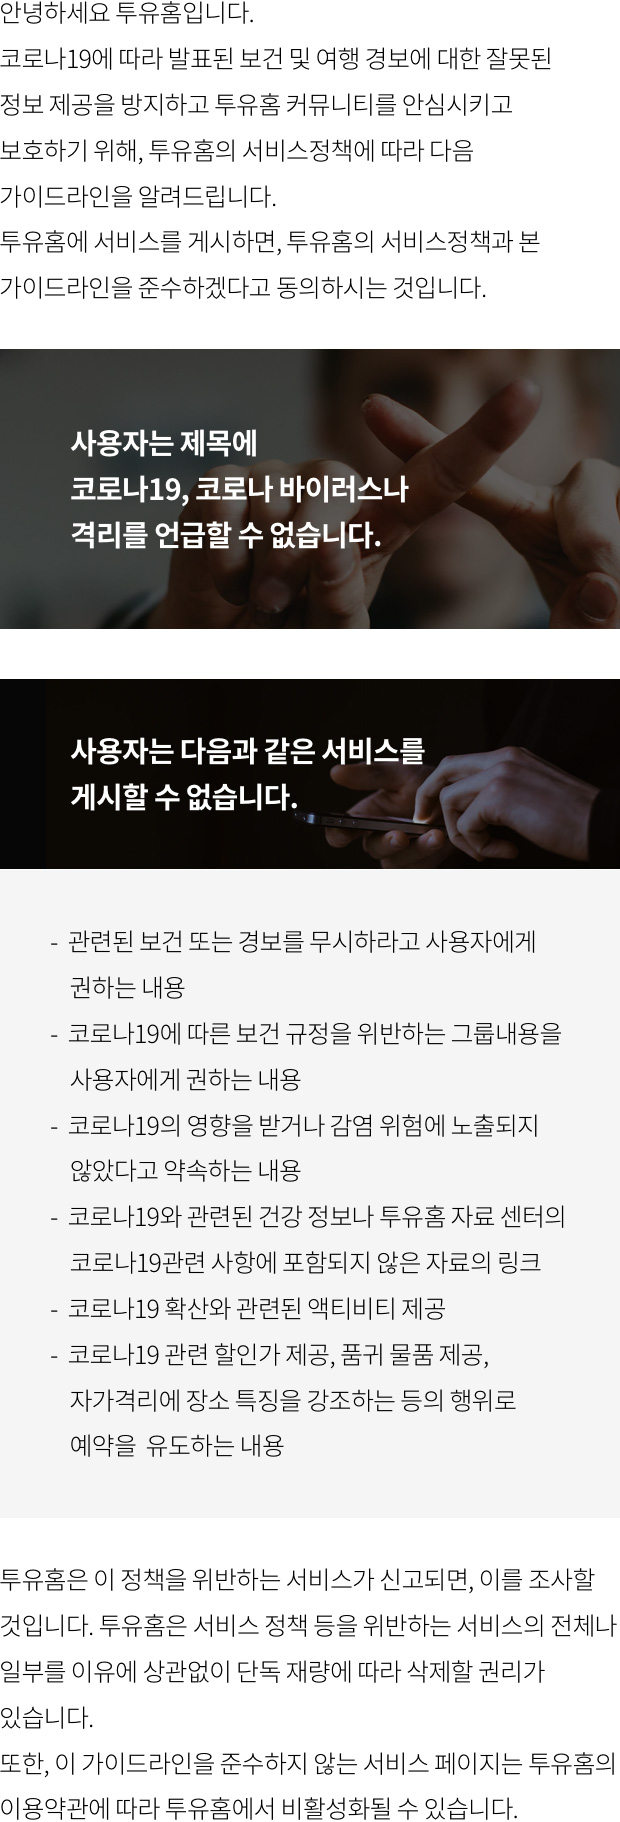 안녕하세요 투유홈입니다.
코로나19에 따라 발표된 보건 및 여행 경보에 대한 잘못된
정보 제공을 방지하고 투유홈 커뮤니티를 안심시키고
보호하기 위해, 투유홈의 서비스정책에 따라 다음
가이드라인을 알려드립니다.
투유홈에 서비스를 게시하면, 투유홈의 서비스정책과 본
가이드라인을 준수하겠다고 동의하시는 것입니다.
사용자는 제목에
코로나19, 코로나 바이러스나
격리를 언급할 수 없습니다.
사용자는 다음과 같은 서비스를
게시할 수 없습니다.
- 관련된 보건 또는 경보를 무시하라고 사용자에게
권하는 내용
- 코로나19에 따른 보건 규정을 위반하는 그룹내용을
사용자에게 권하는 내용
- 코로나19의 영향을 받거나 감염 위험에 노출되지
않았다고 약속하는 내용
- 코로나19와 관련된 건강 정보나 투유홈 자료 센터의
코로나19관련 사항에 포함되지 않은 자료의 링크
- 코로나19 확산와 관련된 액티비티 제공
- 코로나19 관련 할인가 제공, 품귀 물품 제공,
자가격리에 장소 특징을 강조하는 등의 행위로
예약을 유도하는 내용
투유홈은 이 정책을 위반하는 서비스가 신고되면, 이를 조사할
것입니다. 투유홈은 서비스 정책 등을 위반하는 서비스의 전체나
일부를 이유에 상관없이 단독 재량에 따라 삭제할 권리가
있습니다.
또한, 이 가이드라인을 준수하지 않는 서비스 페이지는 투유홈의
이용약관에 따라 투유홈에서 비활성화될 수 있습니다.